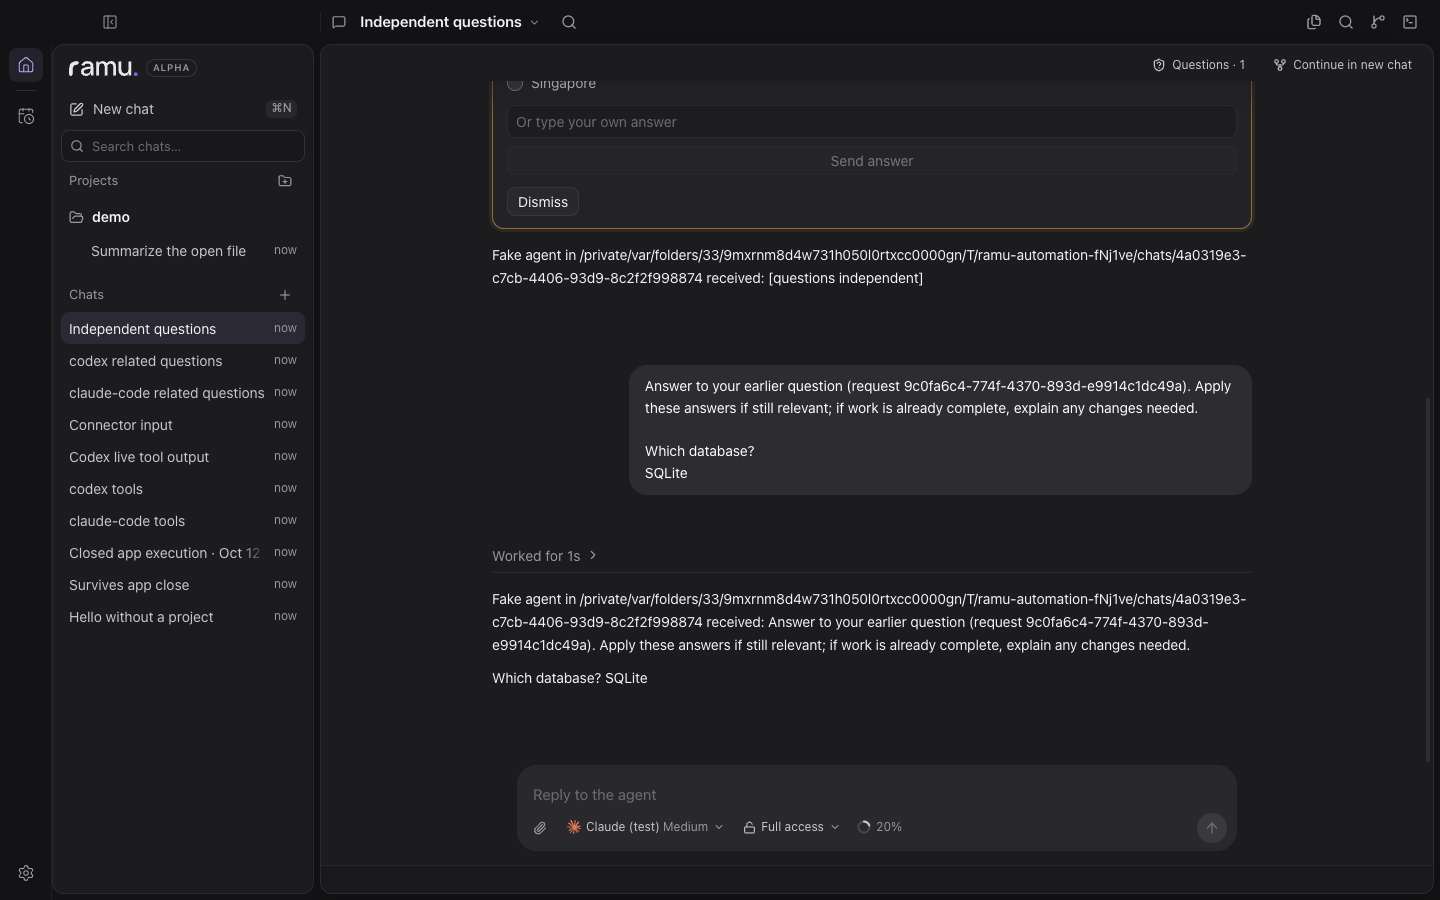 Independent questions
Questions · 1
Continue in new chat
ramu.
ALPHA
New chat
⌘N
Search chats...
Projects
demo
Summarize the open file now
Chats
Independent questions now
codex related questions now
claude-code related questions now
Connector input now
Codex live tool output now
codex tools now
claude-code tools now
Closed app execution · Oct 12 now
Survives app close now
Hello without a project now
Singapore
Or type your own answer
Send answer
Dismiss
Fake agent in /private/var/folders/33/9mxrnm8d4w731h050l0rtxcc0000gn/T/ramu-automation-fNj1ve/chats/4a0319e3-
c7cb-4406-93d9-8c2f2f998874 received: [questions independent]
Answer to your earlier question (request 9c0fa6c4-774f-4370-893d-e9914c1dc49a). Apply
these answers if still relevant; if work is already complete, explain any changes needed.
Which database?
SQLite
Worked for 1s
Fake agent in /private/var/folders/33/9mxrnm8d4w731h050l0rtxcc0000gn/T/ramu-automation-fNj1ve/chats/4a0319e3-
c7cb-4406-93d9-8c2f2f998874 received: Answer to your earlier question (request 9c0fa6c4-774f-4370-893d-
e9914c1dc49a). Apply these answers if still relevant; if work is already complete, explain any changes needed.
Which database? SQLite
Reply to the agent
Claude (test) Medium
Full access
20%